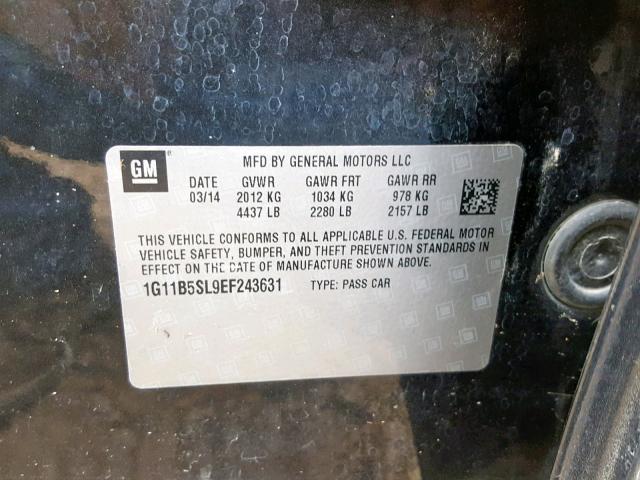 GM
MFD BY GENERAL MOTORS LLC
DATE GVWR GAWR FRT GAWR RR
03/14 2012 KG 1034 KG 978 KG
4437 LB 2280 LB 2157 LB
THIS VEHICLE CONFORMS TO ALL APPLICABLE U.S. FEDERAL MOTOR
VEHICLE SAFETY, BUMPER, AND THEFT PREVENTION STANDARDS
IN EFFECT ON THE DATE OF MANUFACTURE SHOWN ABOVE.
1G11B5SL9EF243631 TYPE: PASS CAR